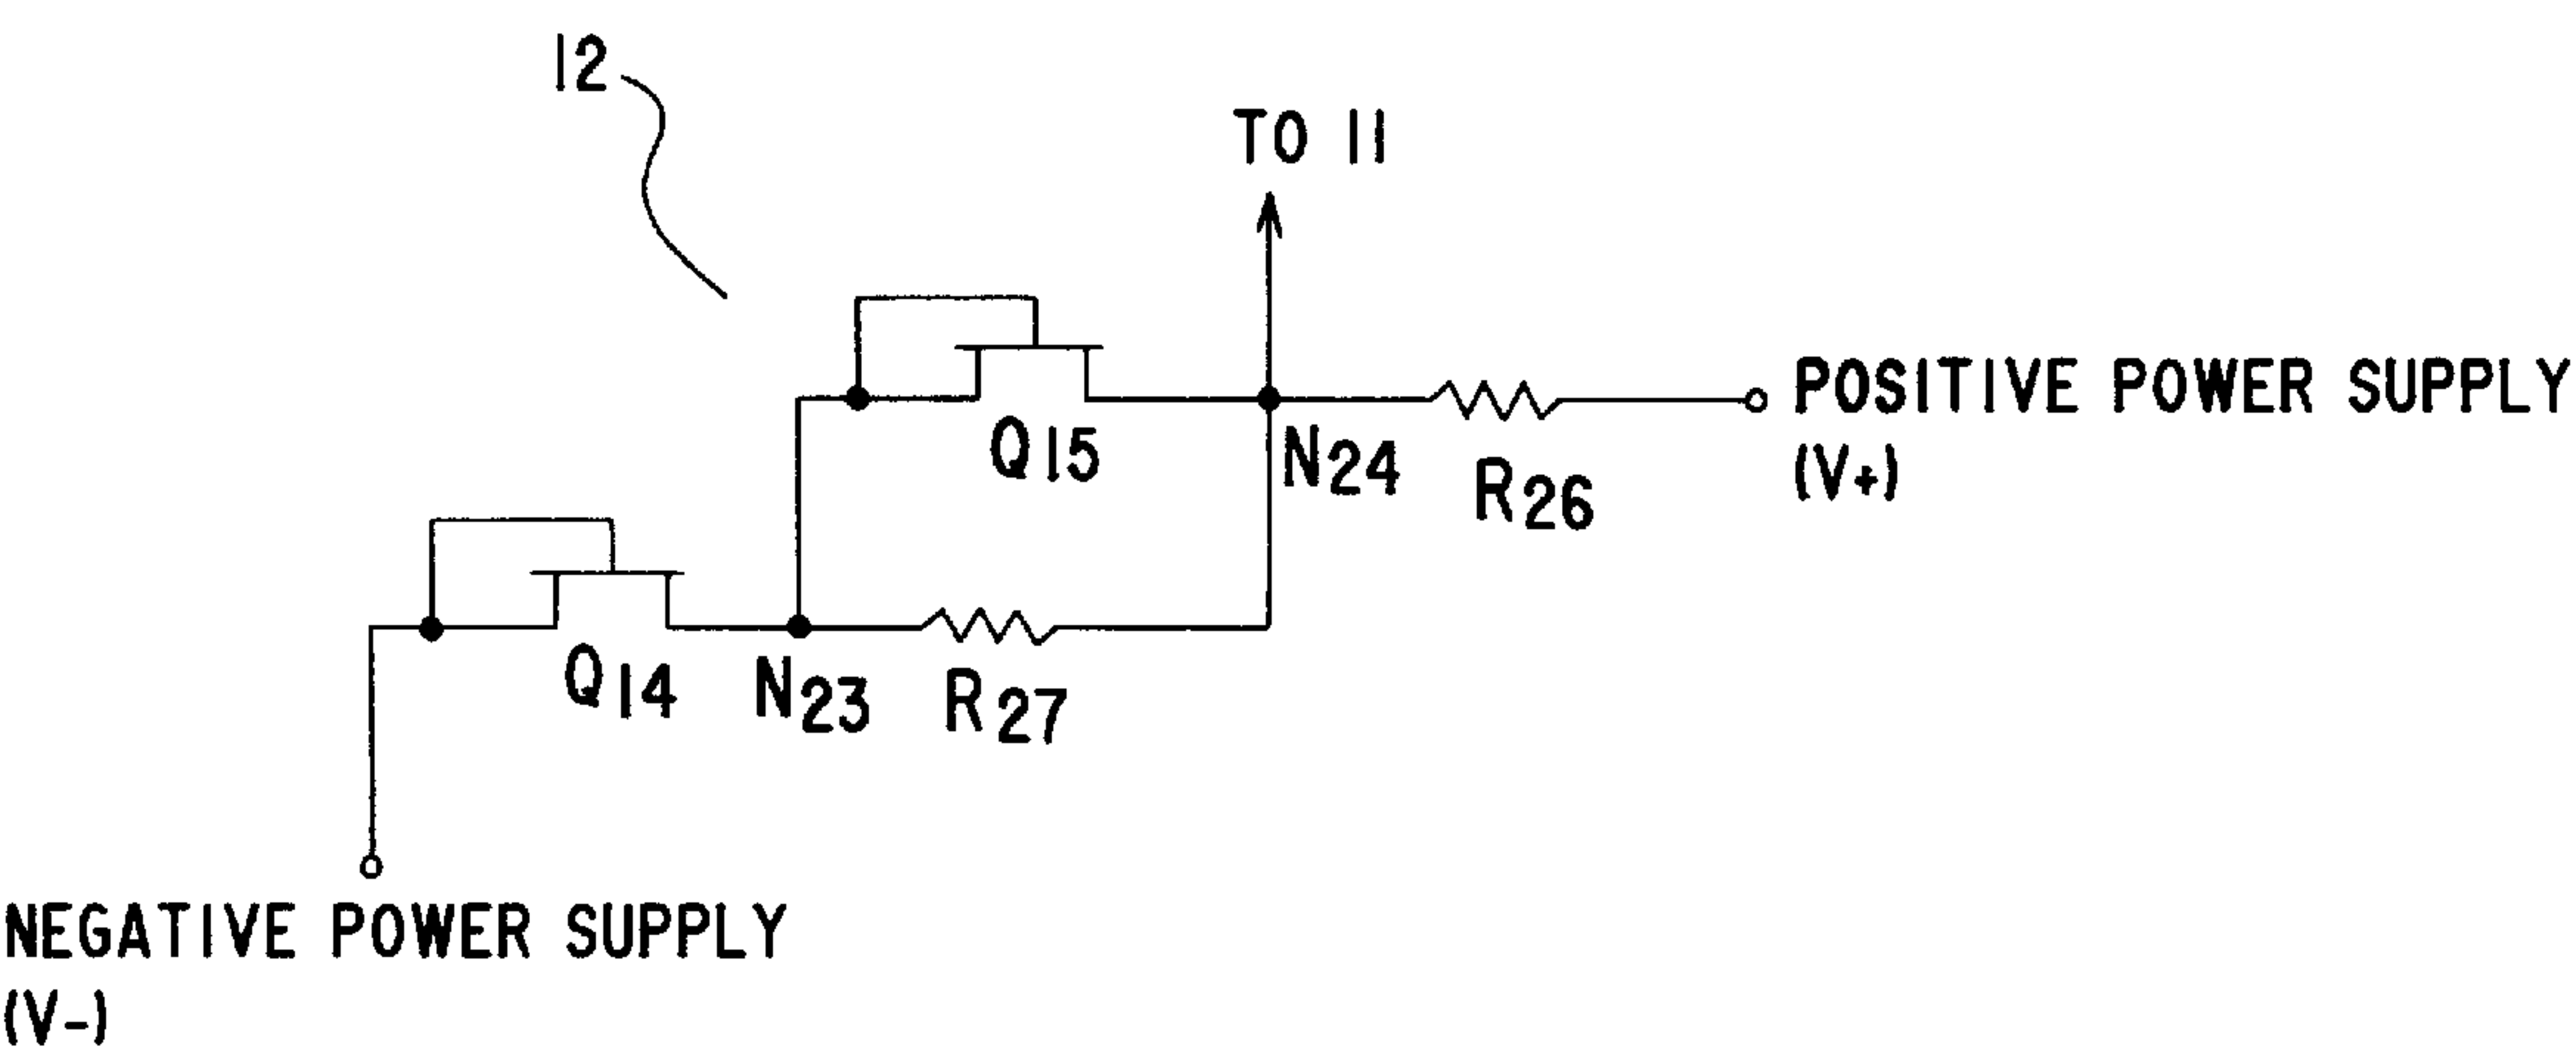 12
TO 11
POSITIVE POWER SUPPLY
(V+)
Q15
N24
R26
Q14
N23
R27
NEGATIVE POWER SUPPLY
(V-)